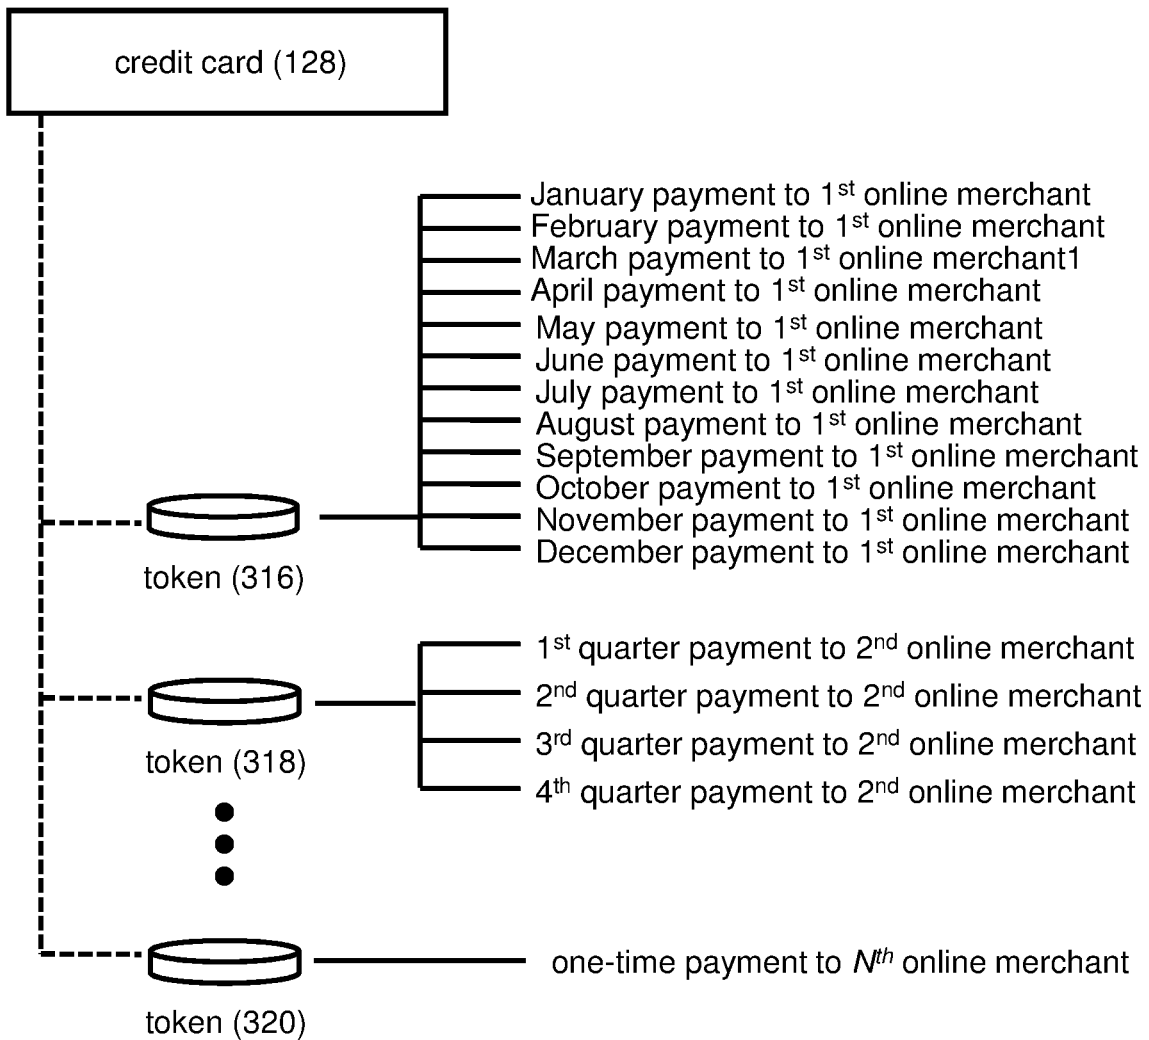 credit card (128)
January payment to 1st online merchant
February payment to 1st online merchant
March payment to 1st online merchant1
April payment to 1st online merchant
May payment to 1st online merchant
June payment to 1st online merchant
July payment to 1st online merchant
August payment to 1st online merchant
September payment to 1st online merchant
October payment to 1st online merchant
November payment to 1st online merchant
December payment to 1st online merchant
token (316)
1st quarter payment to 2nd online merchant
2nd quarter payment to 2nd online merchant
3rd quarter payment to 2nd online merchant
4th quarter payment to 2nd online merchant
token (318)
one-time payment to Nth online merchant
token (320)